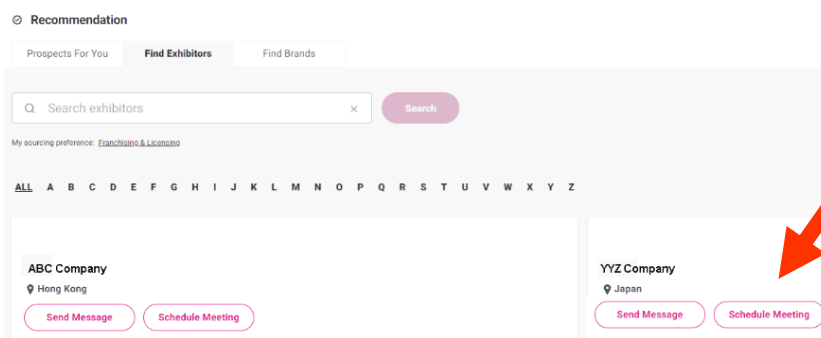 Recommendation
Prospects For You Find Exhibitors Find Brands
Search exhibitors × Search
My sourcing preference: Franchising & Licensing
ALL A B C D E F G H I J K L M N O P Q R S T U V W X Y Z
ABC Company YYZ Company
Hong Kong Japan
Send Message Schedule Meeting Send Message Schedule Meeting